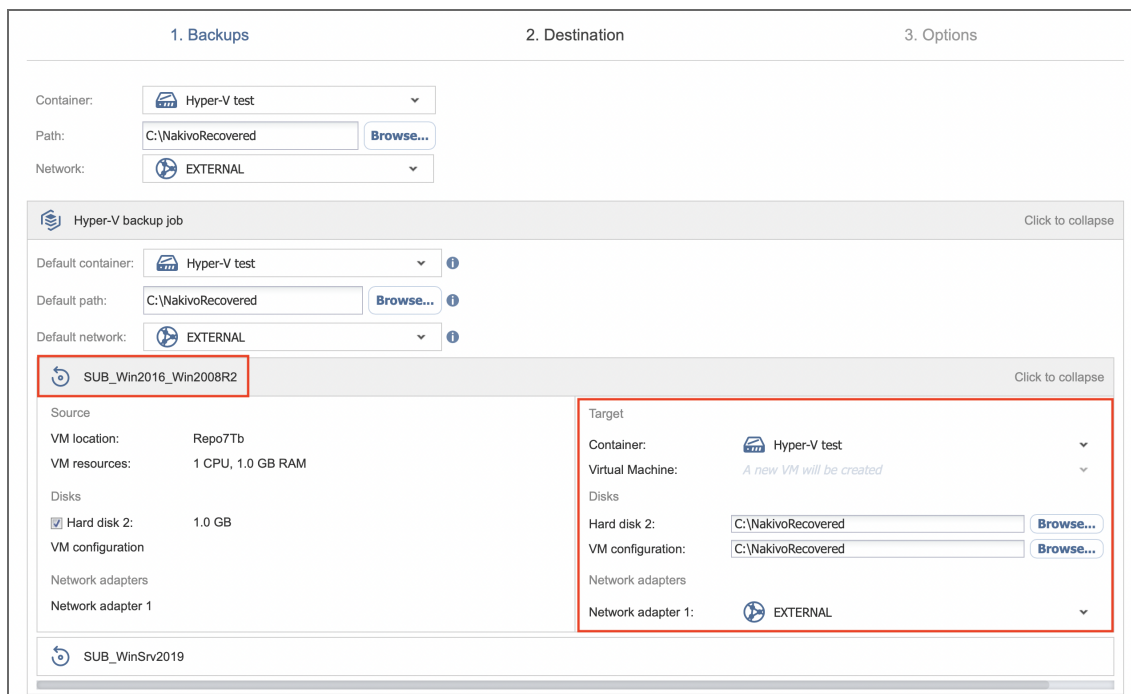 1. Backups
2. Destination
3. Options
Container: Hyper-V test
Path: C:\NakivoRecovered Browse...
Network: EXTERNAL
Hyper-V backup job Click to collapse
Default container: Hyper-V test
Default path: C:\NakivoRecovered Browse...
Default network: EXTERNAL
SUB_Win2016_Win2008R2 Click to collapse
Source
VM location: Repo7Tb
VM resources: 1 CPU, 1.0 GB RAM
Disks
Hard disk 2: 1.0 GB
VM configuration
Network adapters
Network adapter 1
Target
Container: Hyper-V test
Virtual Machine: A new VM will be created
Disks
Hard disk 2: C:\NakivoRecovered Browse...
VM configuration: C:\NakivoRecovered Browse...
Network adapters
Network adapter 1: EXTERNAL
SUB_WinSrv2019